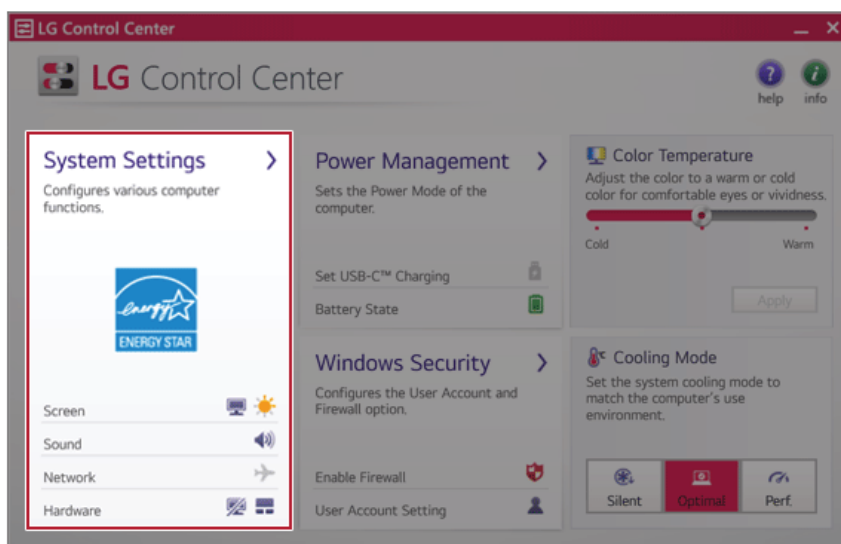 LG Control Center
LG Control Center
help
info
System Settings
Configures various computer
functions.
energy
ENERGY STAR
Screen
Sound
Network
Hardware
Power Management
Sets the Power Mode of the
computer.
Set USB-C™ Charging
Battery State
Windows Security
Configures the User Account and
Firewall option.
Enable Firewall
User Account Setting
Color Temperature
Adjust the color to a warm or cold
color for comfortable eyes or vividness.
Cold
Warm
Apply
Cooling Mode
Set the system cooling mode to
match the computer's use
environment.
Silent
Optimal
Perf.